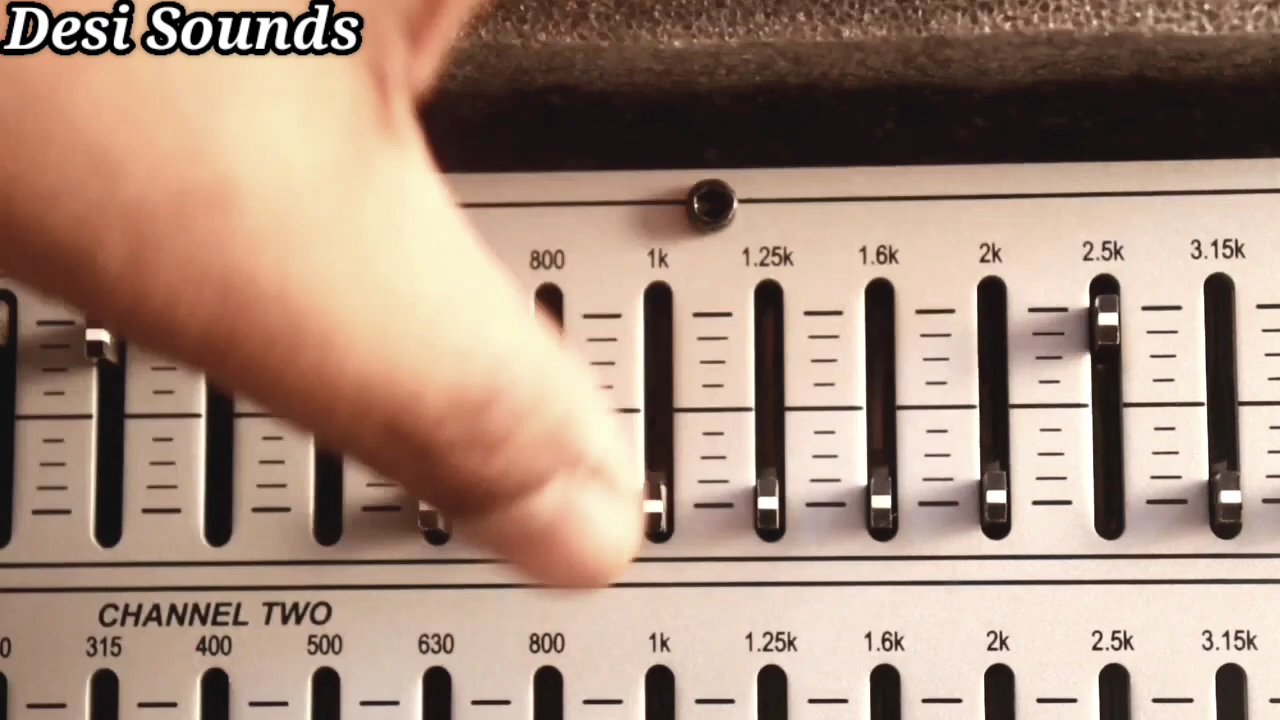 Desi Sounds
800 1k 1.25k 1.6k 2k 2.5k 3.15k
CHANNEL TWO
0 315 400 500 630 800 1k 1.25k 1.6k 2k 2.5k 3.15k